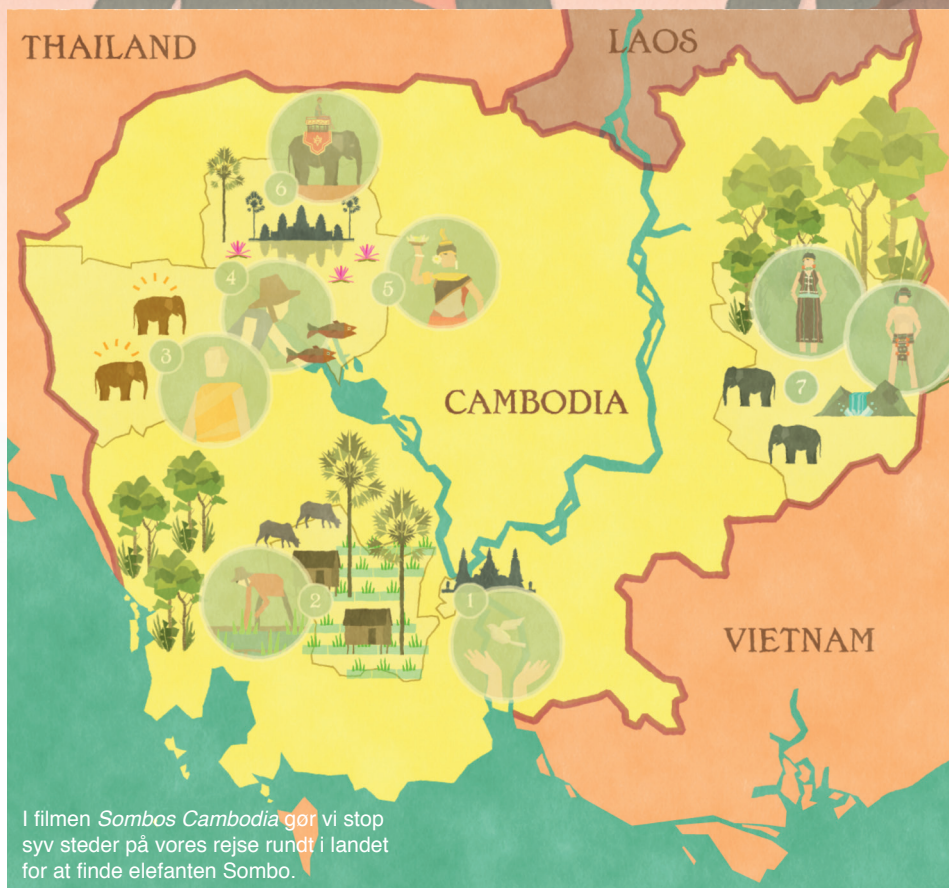 THAILAND
LAOS
6
4
5
3
CAMBODIA
7
2
1
VIETNAM
I filmen Sombos Cambodia gør vi stop
syv steder på vores rejse rundt i landet
for at finde elefanten Sombo.